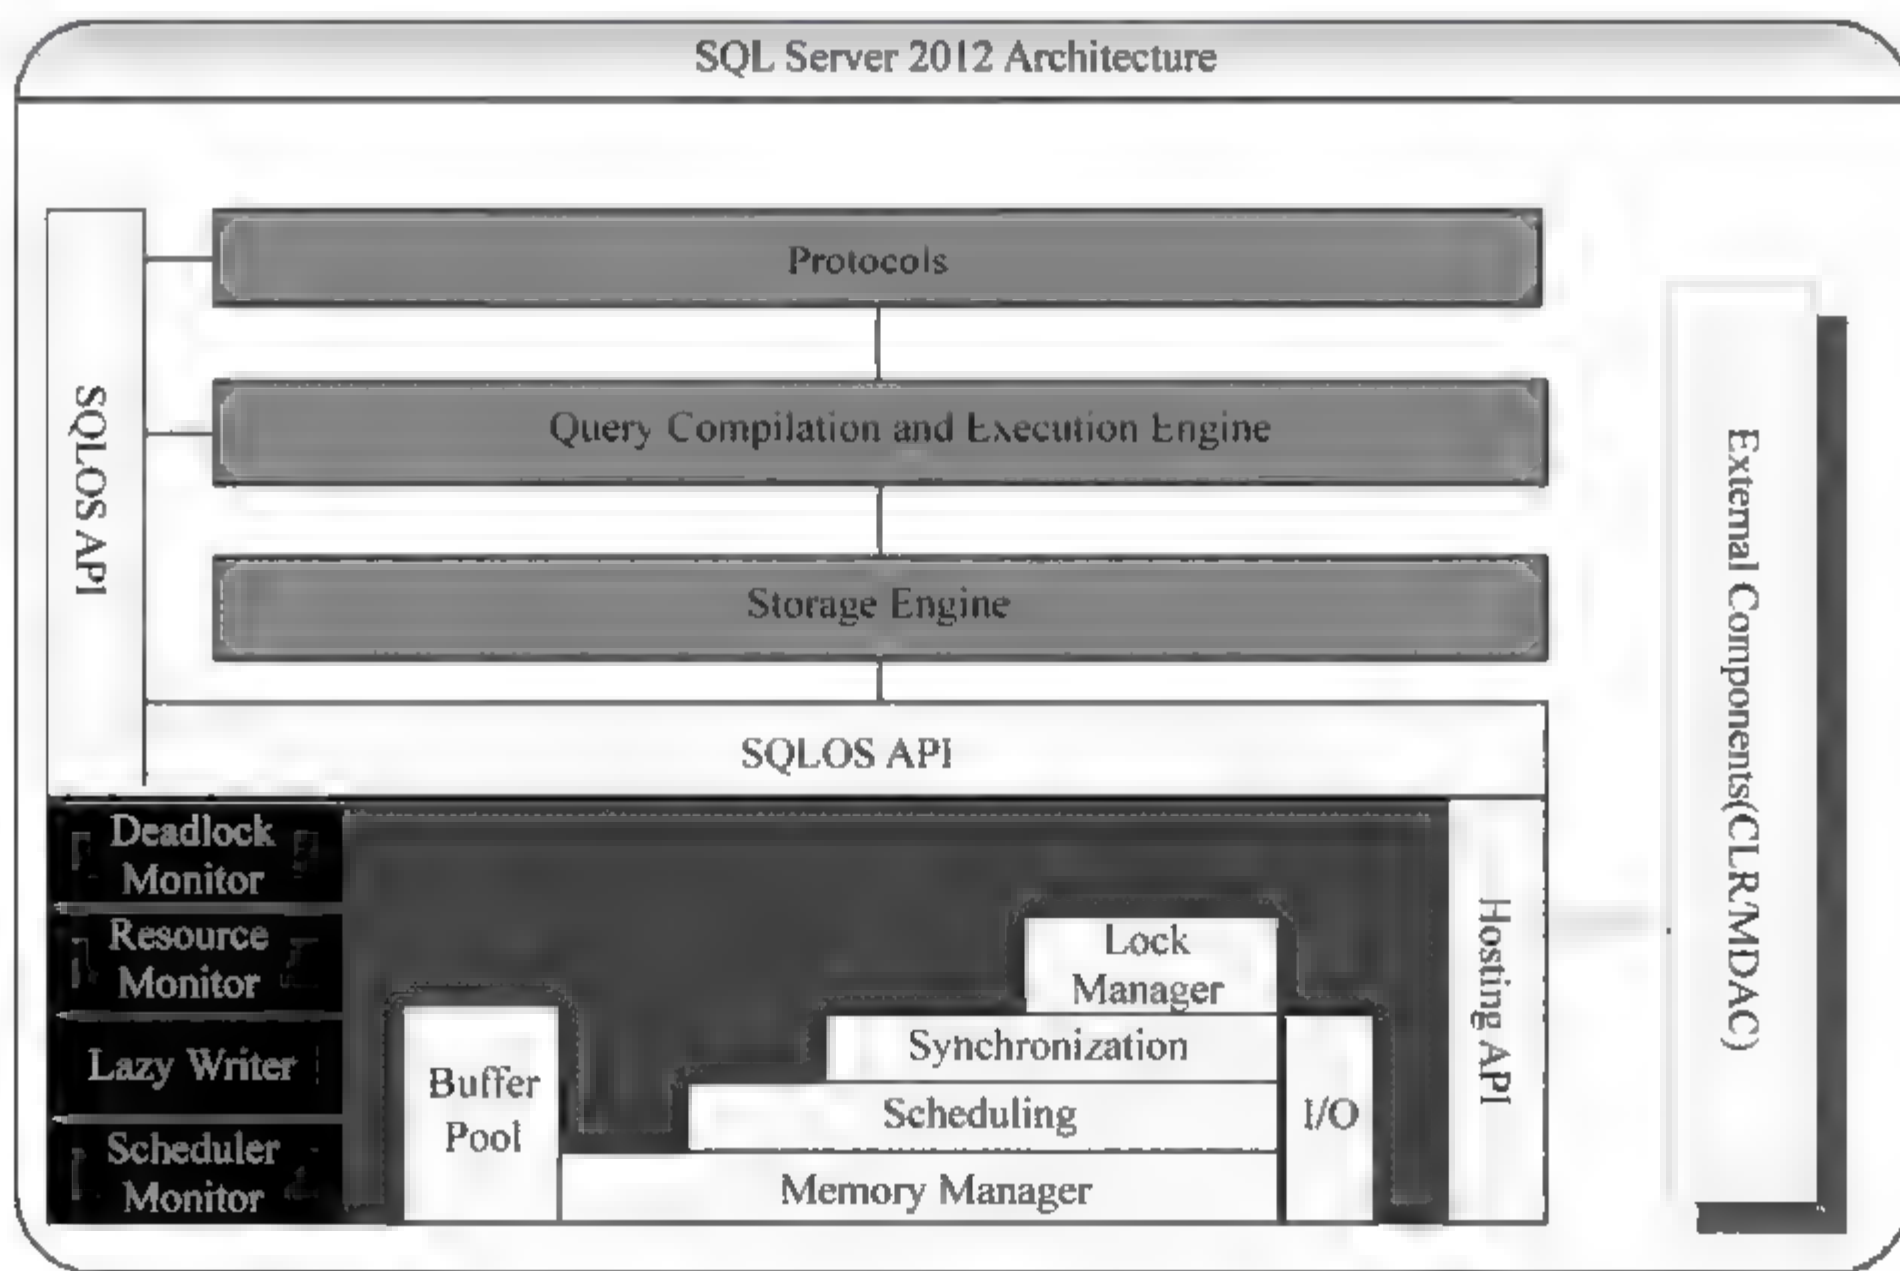 SQL Server 2012 Architecture
Protocols
Query Compilation and Execution Engine
Storage Engine
SQLOS API
SQLOS API
External Components(CLR/MDAC)
Deadlock
Monitor
Resource
Monitor
Lazy Writer
Scheduler
Monitor
Buffer
Pool
Lock
Manager
Synchronization
Scheduling
Memory Manager
I/O
Hosting API